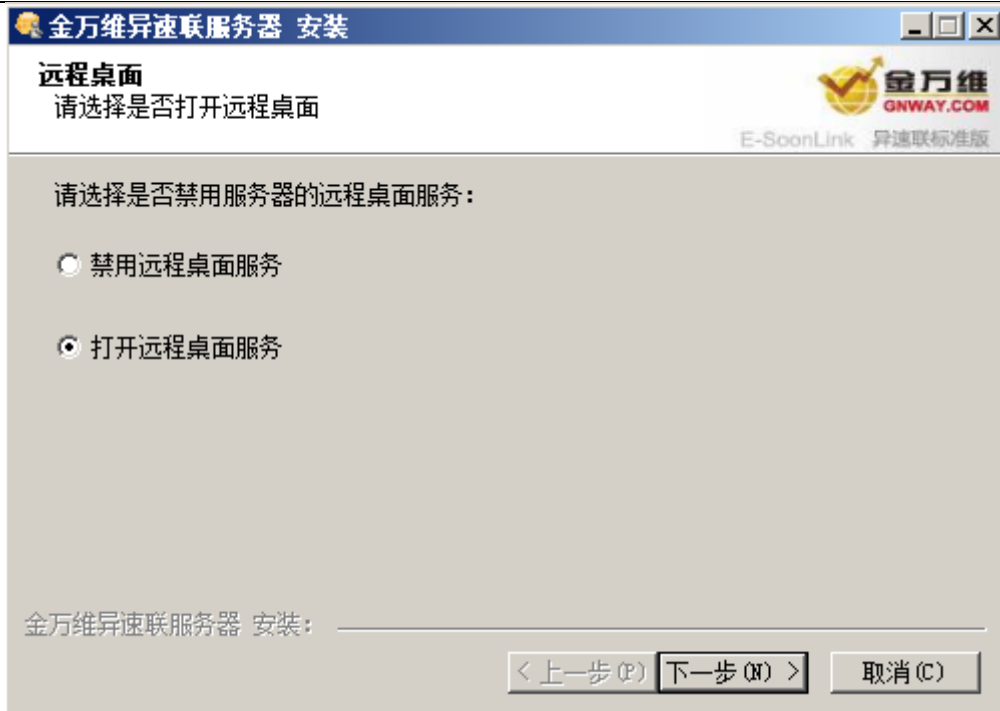 金万维异速联服务器 安装
远程桌面
请选择是否打开远程桌面
金万维
GNWAY.COM
E-SoonLink 异速联标准版
请选择是否禁用服务器的远程桌面服务:
禁用远程桌面服务
打开远程桌面服务
金万维异速联服务器 安装:
< 上一步(P) 下一步(N) > 取消(C)